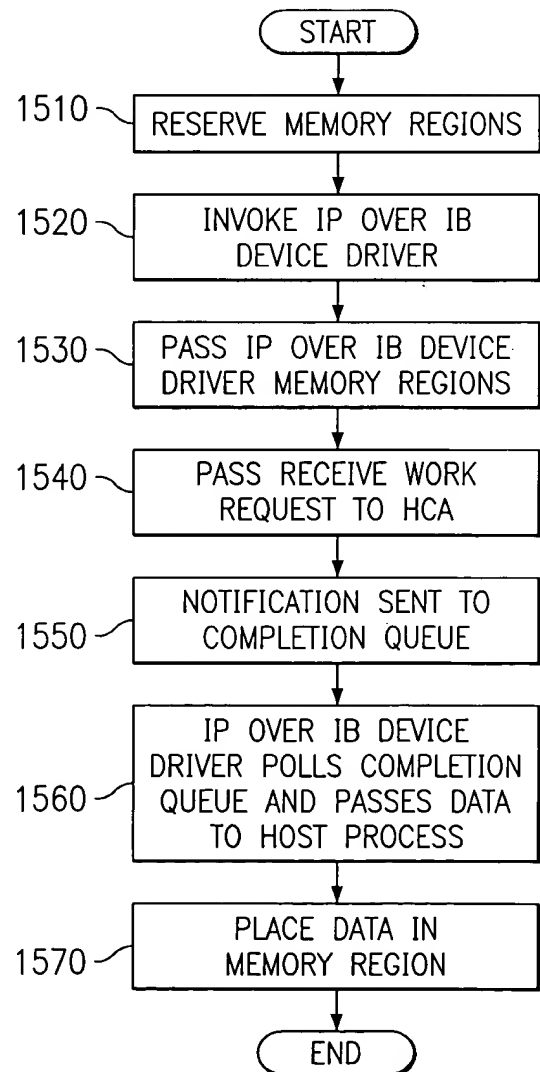 START
1510
RESERVE MEMORY REGIONS
1520
INVOKE IP OVER IB
DEVICE DRIVER
1530
PASS IP OVER IB DEVICE
DRIVER MEMORY REGIONS
1540
PASS RECEIVE WORK
REQUEST TO HCA
1550
NOTIFICATION SENT TO
COMPLETION QUEUE
1560
IP OVER IB DEVICE
DRIVER POLLS COMPLETION
QUEUE AND PASSES DATA
TO HOST PROCESS
1570
PLACE DATA IN
MEMORY REGION
END